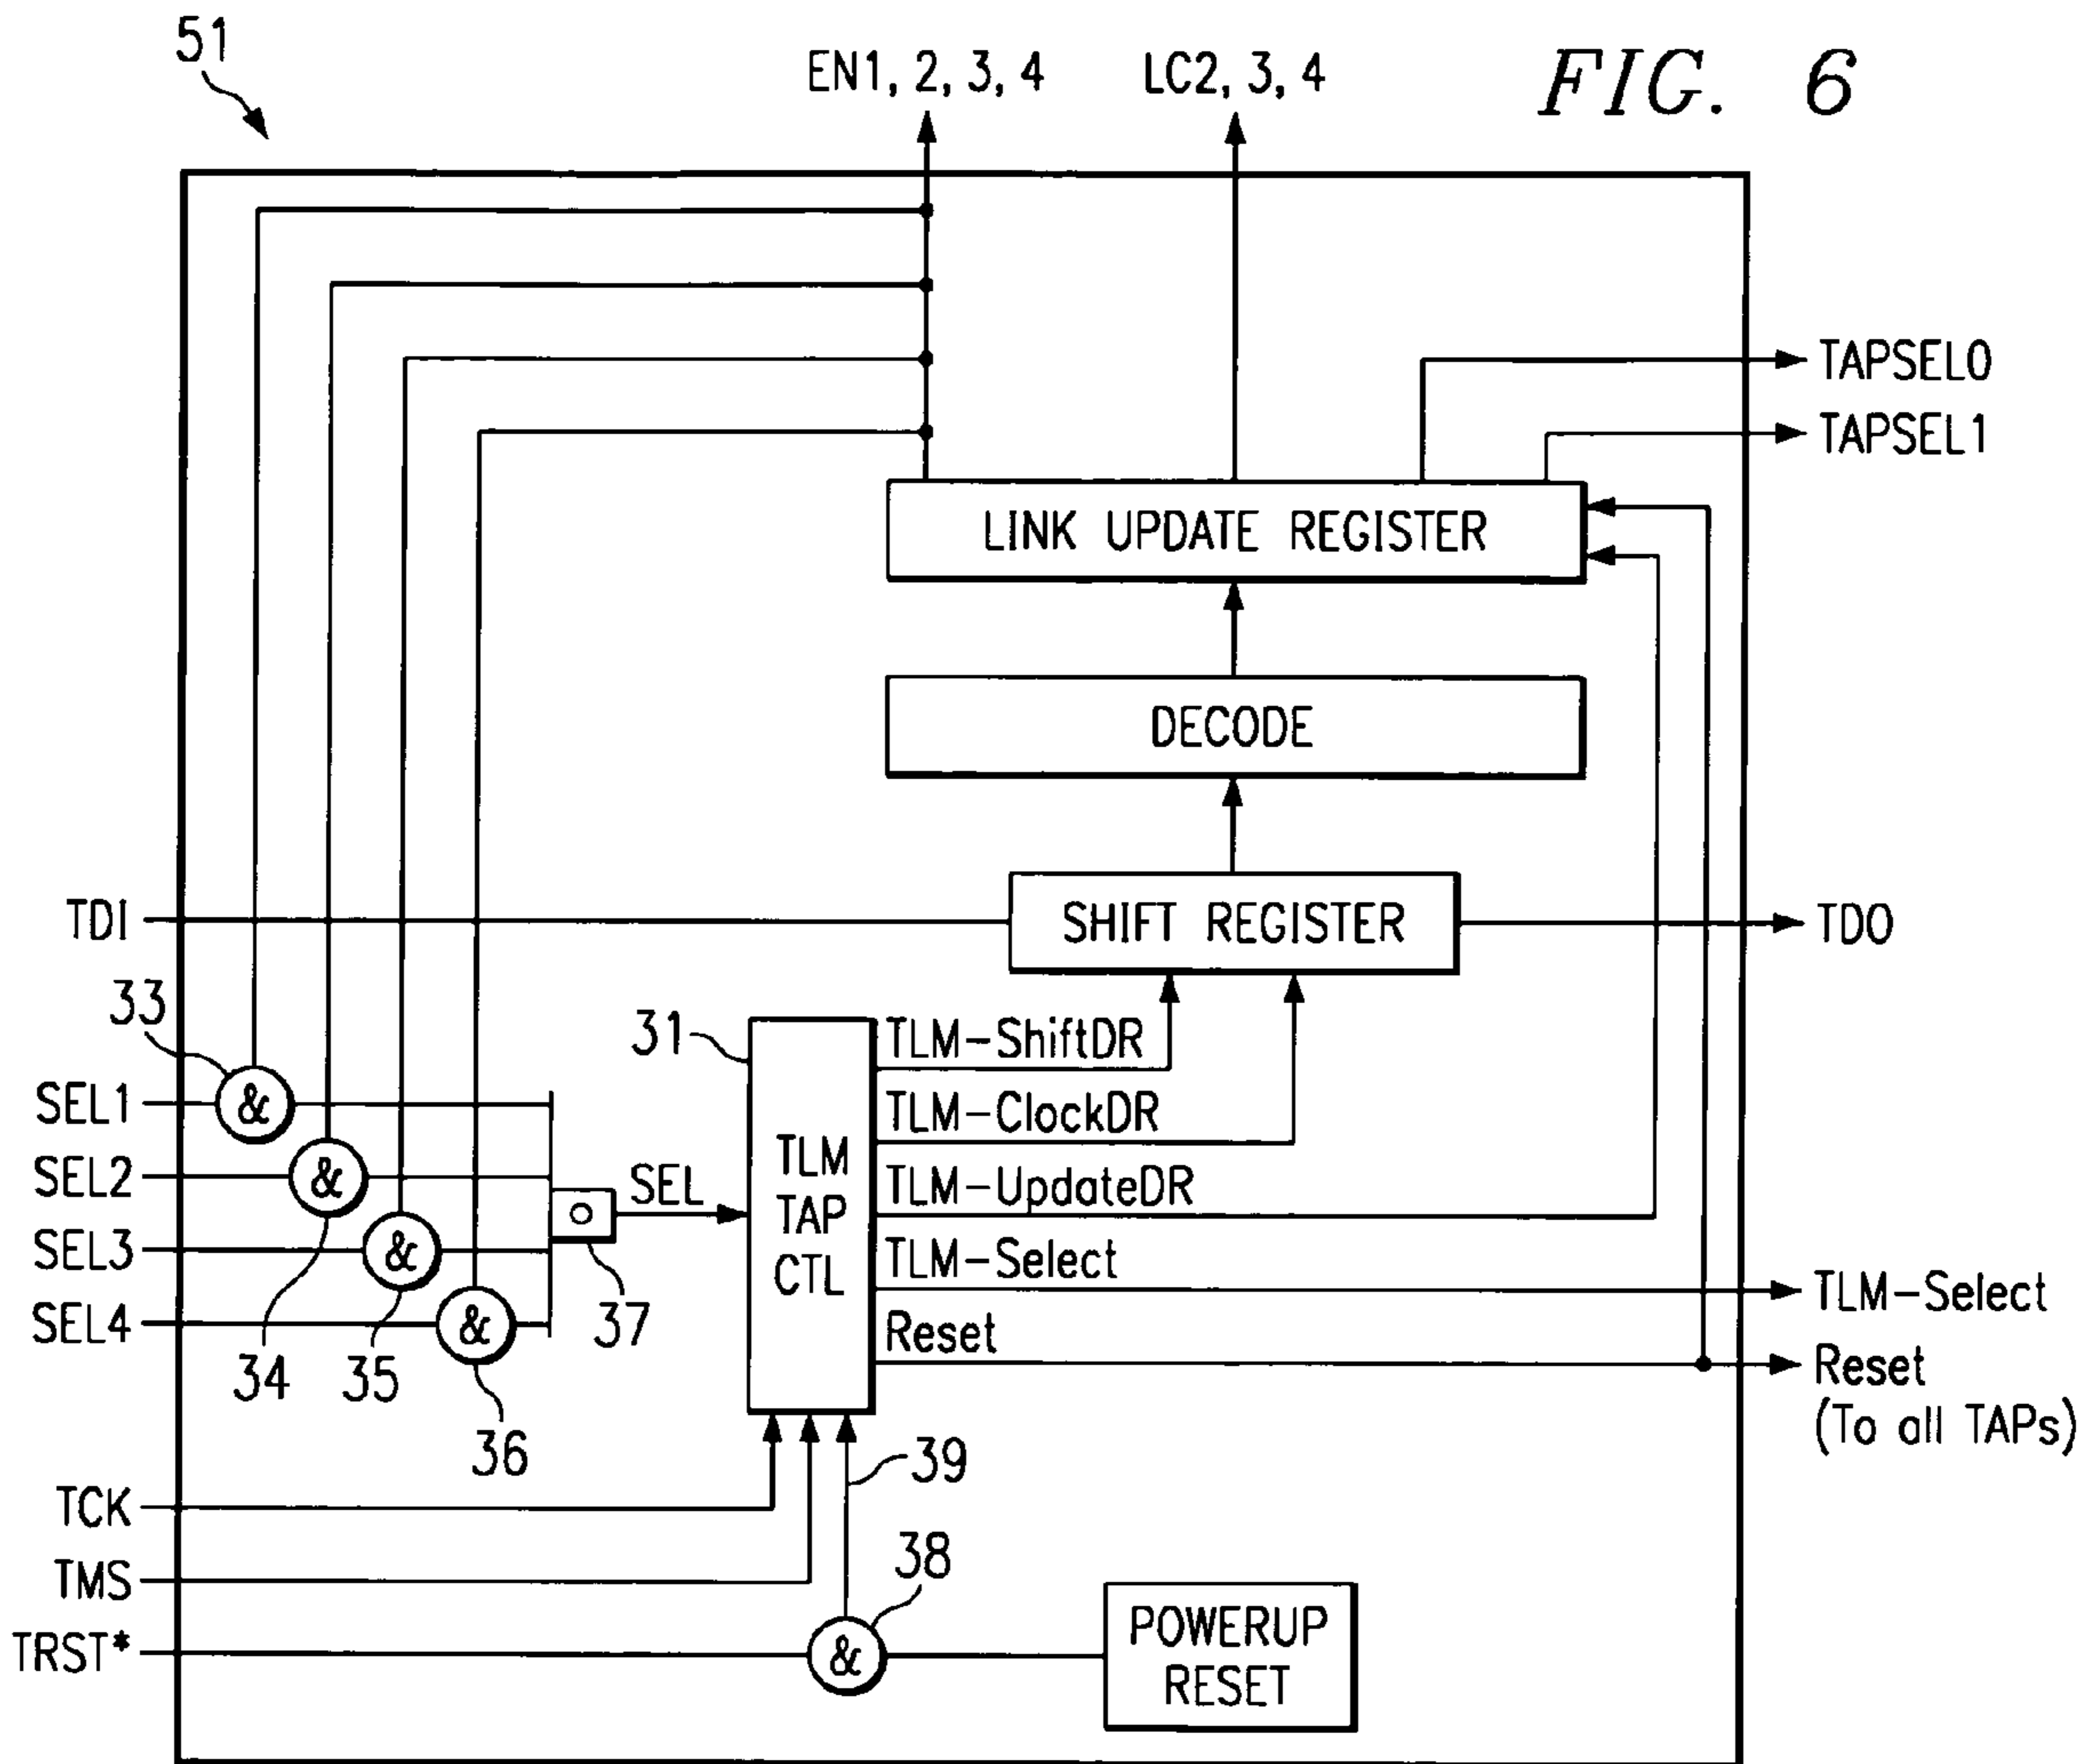 51
EN1, 2, 3, 4
LC2, 3, 4
FIG. 6
TAPSEL0
TAPSEL1
LINK UPDATE REGISTER
DECODE
TDI
SHIFT REGISTER
TDO
33
31
TLM-ShiftDR
SEL1
&
TLM-ClockDR
SEL2
&
SEL
TLM
TAP
CTL
TLM-UpdateDR
SEL3
&
TLM-Select
TLM-Select
SEL4
&
37
Reset
Reset
(To all TAPs)
34
35
36
39
TCK
TMS
38
TRST*
&
POWERUP
RESET